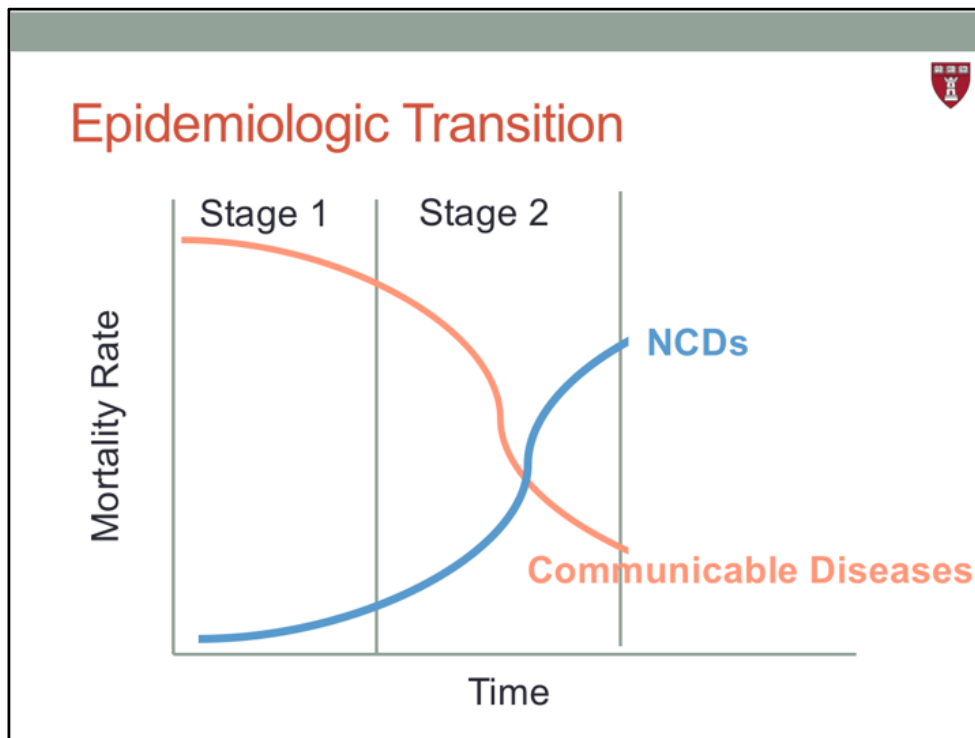 Epidemiologic Transition
Stage 1
Stage 2
NCDs
Mortality Rate
Communicable Diseases
Time